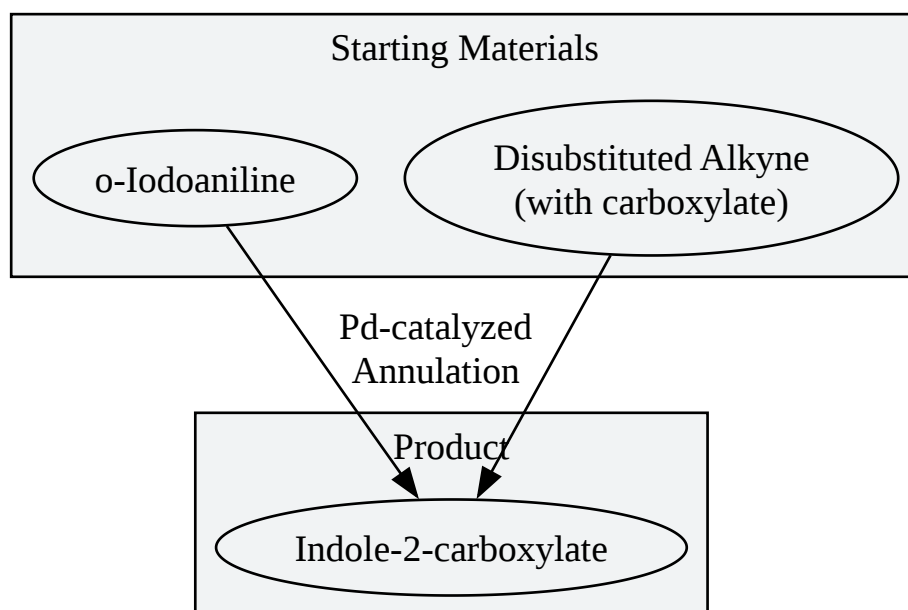 Starting Materials
o-Iodoaniline
Disubstituted Alkyne
(with carboxylate)
Pd-catalyzed
Annulation
Product
Indole-2-carboxylate